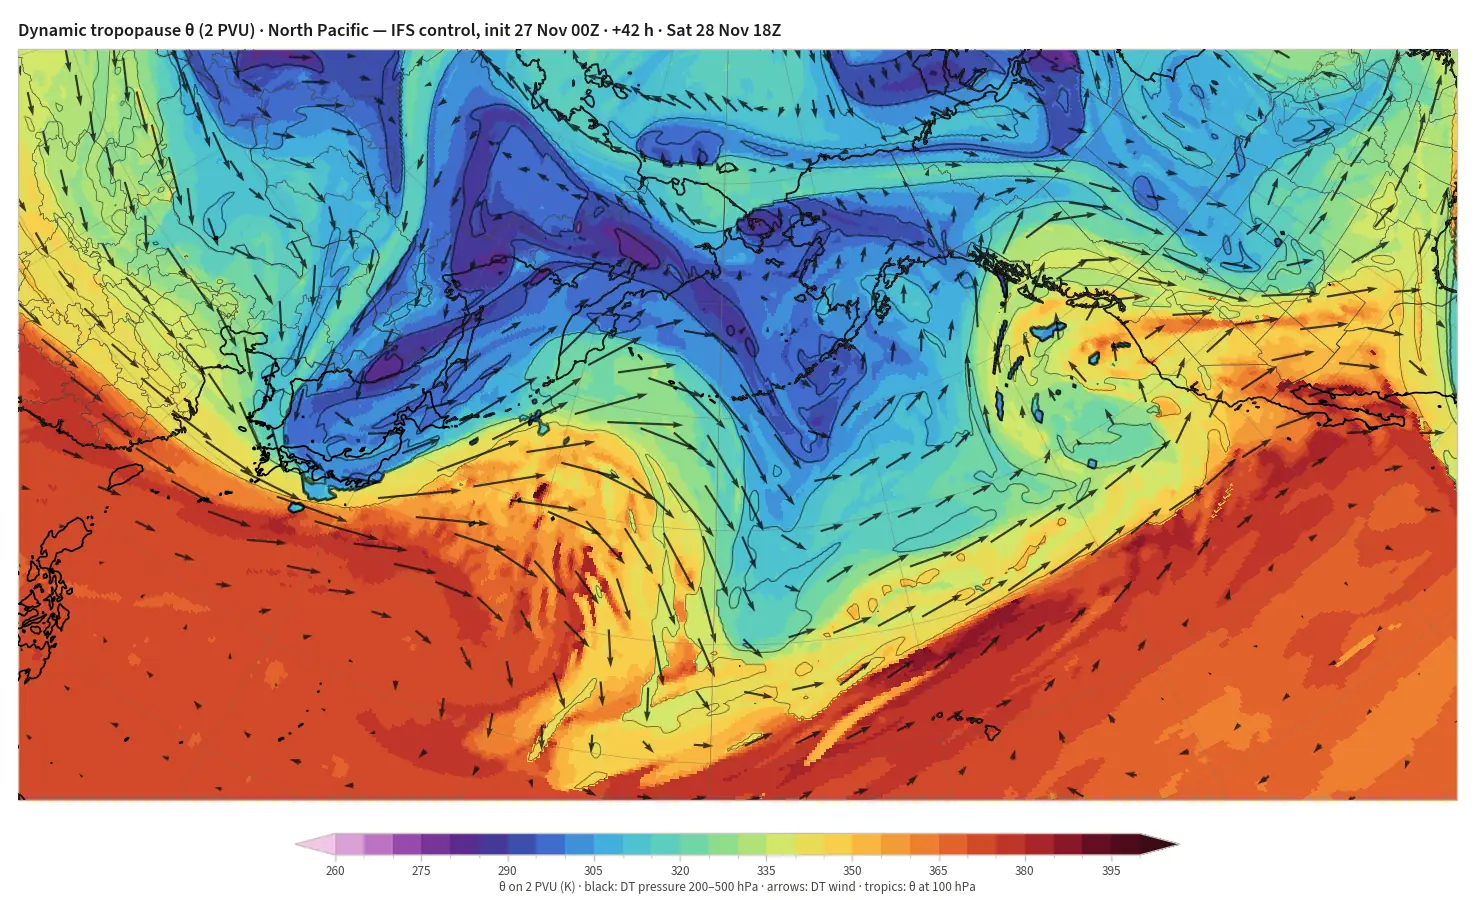 Dynamic tropopause θ (2 PVU) · North Pacific — IFS control, init 27 Nov 00Z · +42 h · Sat 28 Nov 18Z
260 275 290 305 320 335 350 365 380 395
θ on 2 PVU (K) · black: DT pressure 200–500 hPa · arrows: DT wind · tropics: θ at 100 hPa